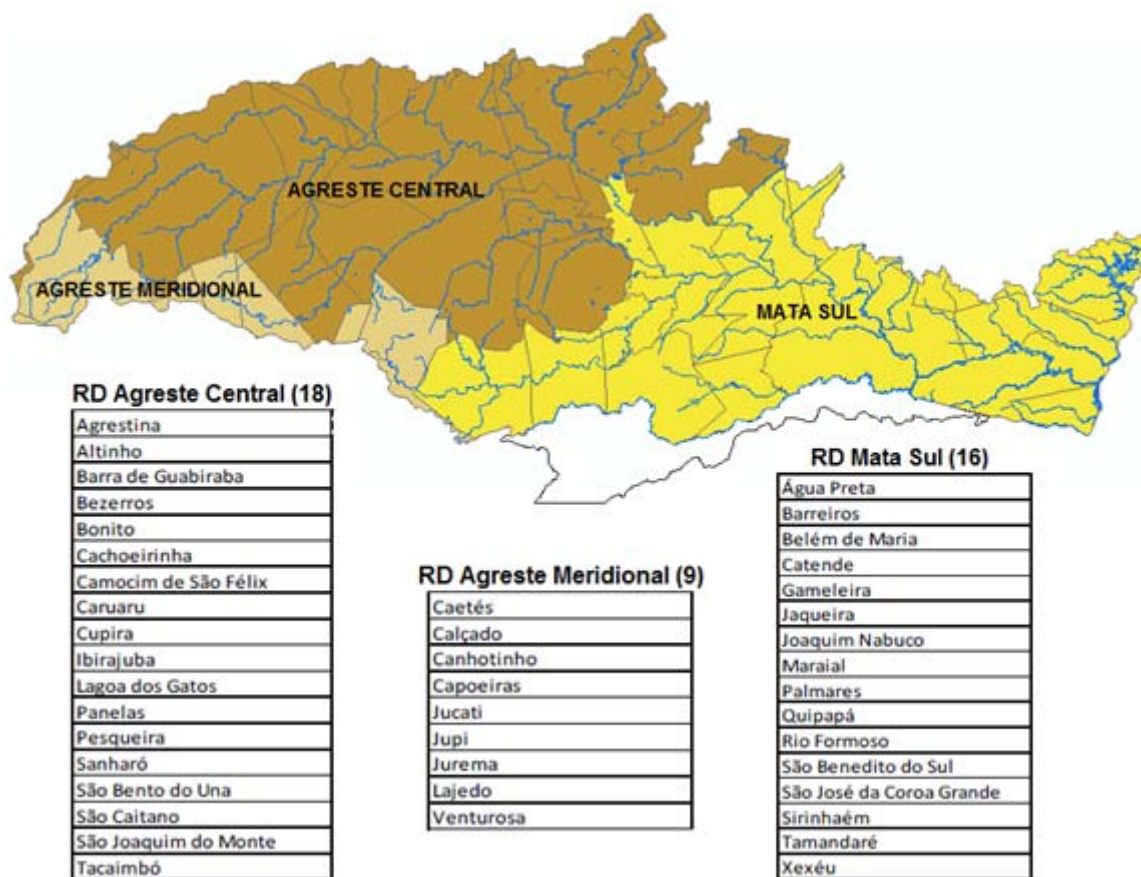 AGRESTE CENTRAL
AGRESTE MERIDIONAL
MATA SUL
RD Agreste Central (18)
Agrestina
Altinho
Barra de Guabiraba
Bezerros
Bonito
Cachoeirinha
Camocim de São Félix
Caruaru
Cupira
Ibirajuba
Lagoa dos Gatos
Panelas
Pesqueira
Sanharó
São Bento do Una
São Caitano
São Joaquim do Monte
Tacaimbó
RD Agreste Meridional (9)
Caetés
Calçado
Canhotinho
Capoeiras
Jucati
Jupi
Jurema
Lajedo
Venturosa
RD Mata Sul (16)
Água Preta
Barreiros
Belém de Maria
Catende
Gameleira
Jaqueira
Joaquim Nabuco
Maraial
Palmares
Quipapá
Rio Formoso
São Benedito do Sul
São José da Coroa Grande
Sirinhaém
Tamandaré
Xexéu